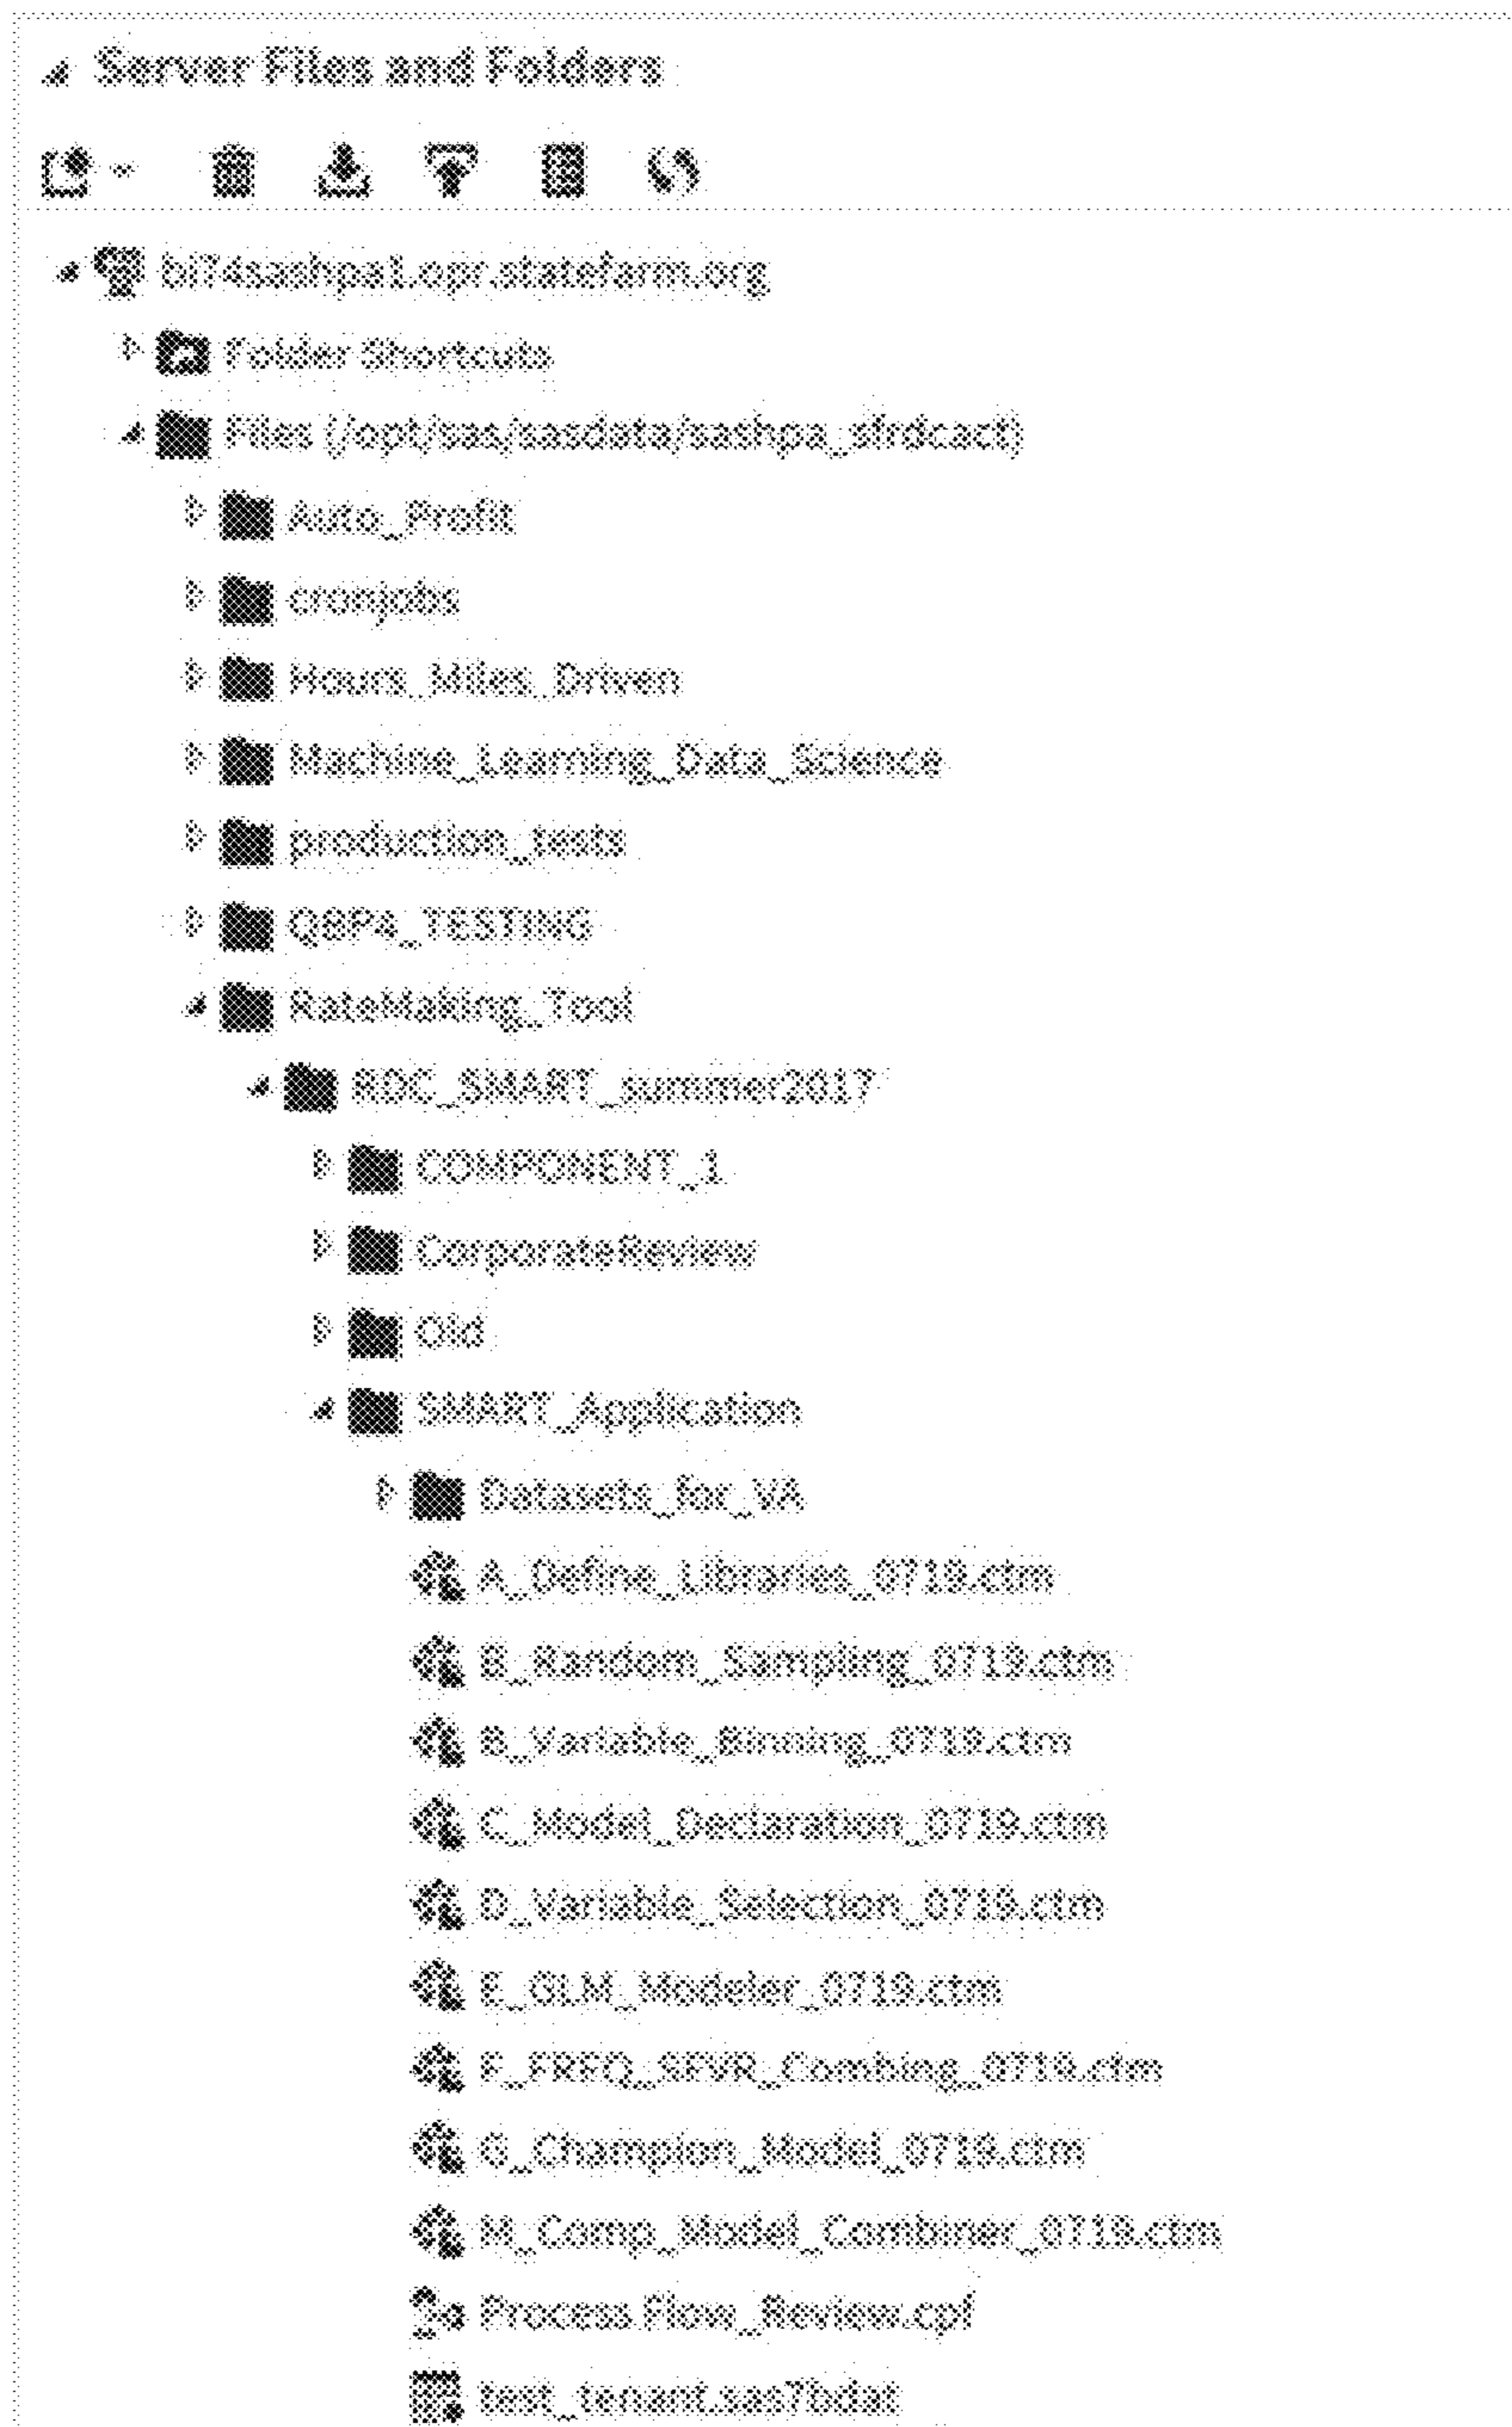 Server Files and Folders
bi74sashpa1.opr.statefarm.org
Folder Shortcuts
Files (/opt/sas/sasdata/sashpa_sfrdcact)
Auto_Profit
cronjobs
Hours_Miles_Driven
Machine_Learning_Data_Science
production_tests
QBP4_TESTING
RateMaking_Tool
RDC_SMART_summer2017
COMPONENT_1
CorporateReview
Old
SMART_Application
Datasets_for_VA
A_Define_Libraries_0719.ctm
B_Random_Sampling_0719.ctm
B_Variable_Binning_0719.ctm
C_Model_Declaration_0719.ctm
D_Variable_Selection_0719.ctm
E_GLM_Modeler_0719.ctm
F_FREQ_SEVR_Combing_0719.ctm
G_Champion_Model_0719.ctm
M_Comp_Model_Combiner_0719.ctm
Process Flow_Review.cpf
test_tenant.sas7bdat